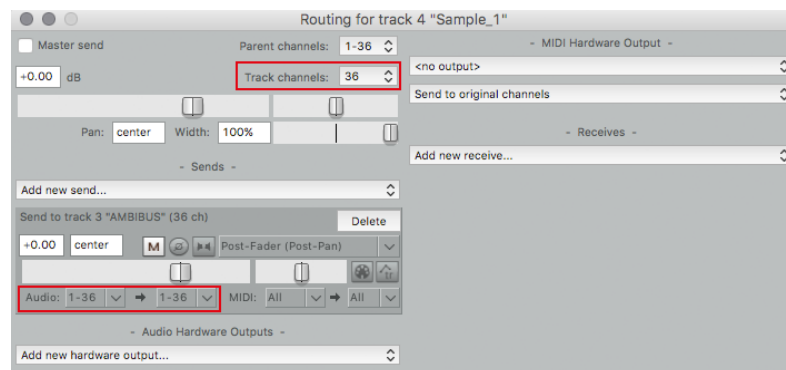 Routing for track 4 "Sample_1"
Master send
Parent channels: 1-36
+0.00 dB
Track channels: 36
Pan: center Width: 100%
- Sends -
Add new send...
Send to track 3 "AMBIBUS" (36 ch)
Delete
+0.00 center M Post-Fader (Post-Pan)
Audio: 1-36 → 1-36 MIDI: All → All
- Audio Hardware Outputs -
Add new hardware output...
- MIDI Hardware Output -
<no output>
Send to original channels
- Receives -
Add new receive...